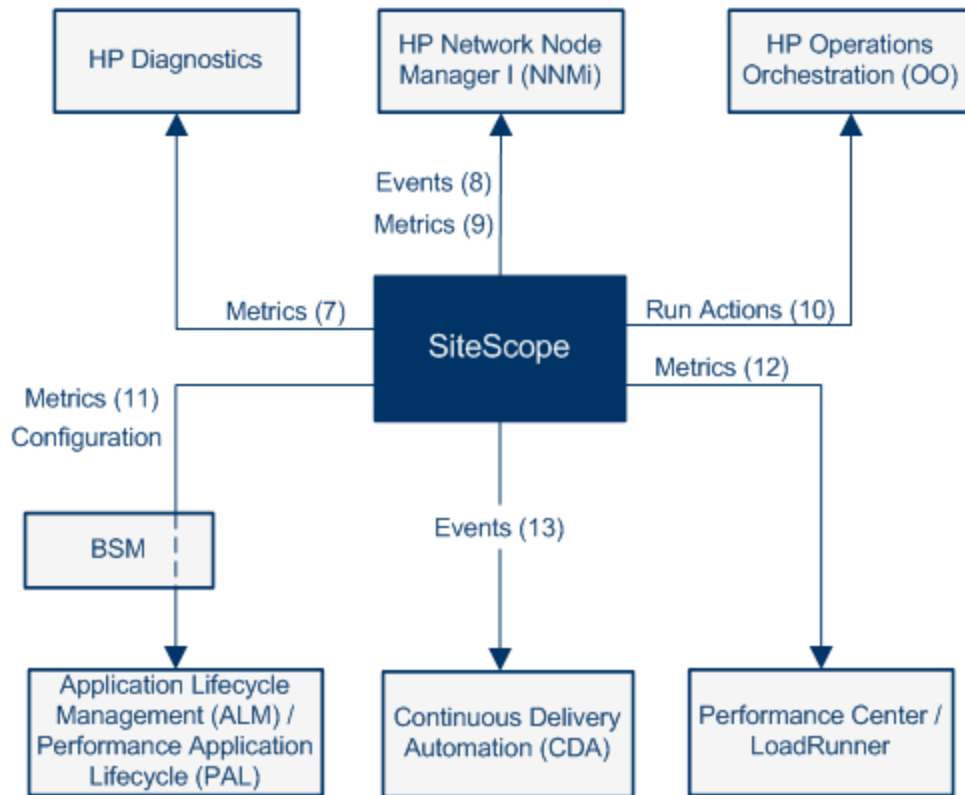 HP Diagnostics
HP Network Node
Manager I (NNMi)
HP Operations
Orchestration (OO)
Events (8)
Metrics (9)
Metrics (7)
Run Actions (10)
SiteScope
Metrics (12)
Metrics (11)
Configuration
BSM
Events (13)
Application Lifecycle
Management (ALM) /
Performance Application
Lifecycle (PAL)
Continuous Delivery
Automation (CDA)
Performance Center /
LoadRunner